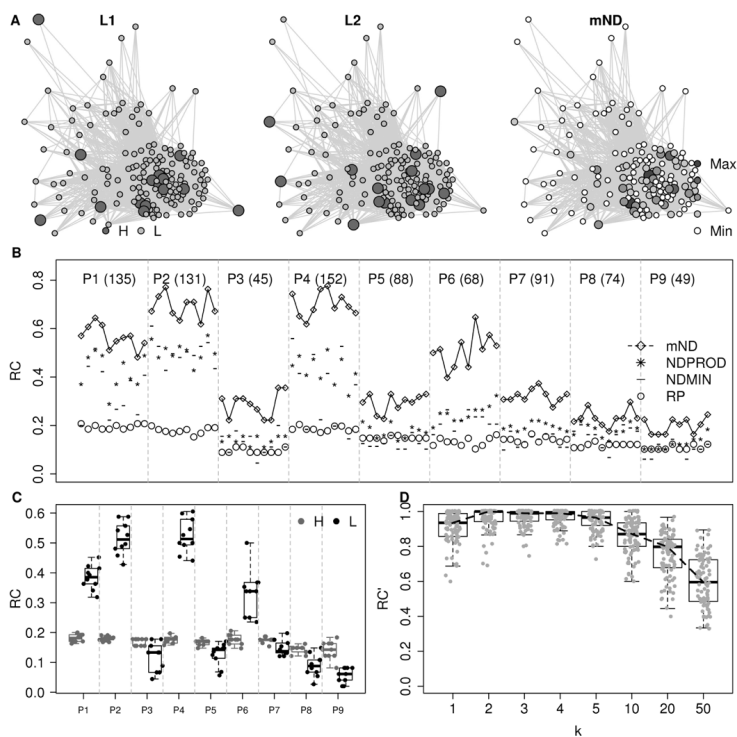 A L1 L2 mND
Max
H L Min
B
P1 (135) P2 (131) P3 (45) P4 (152) P5 (88) P6 (68) P7 (91) P8 (74) P9 (49)
0.8
0.6
0.4
0.2
0.0
RC
mND
NDPROD
NDMIN
RP
C
H L
0.6
0.5
0.4
0.3
0.2
0.1
0.0
RC
P1 P2 P3 P4 P5 P6 P7 P8 P9
D
1.00
0.8
0.6
0.4
0.2
0.0
RC'
1 2 3 4 5 10 20 50
k